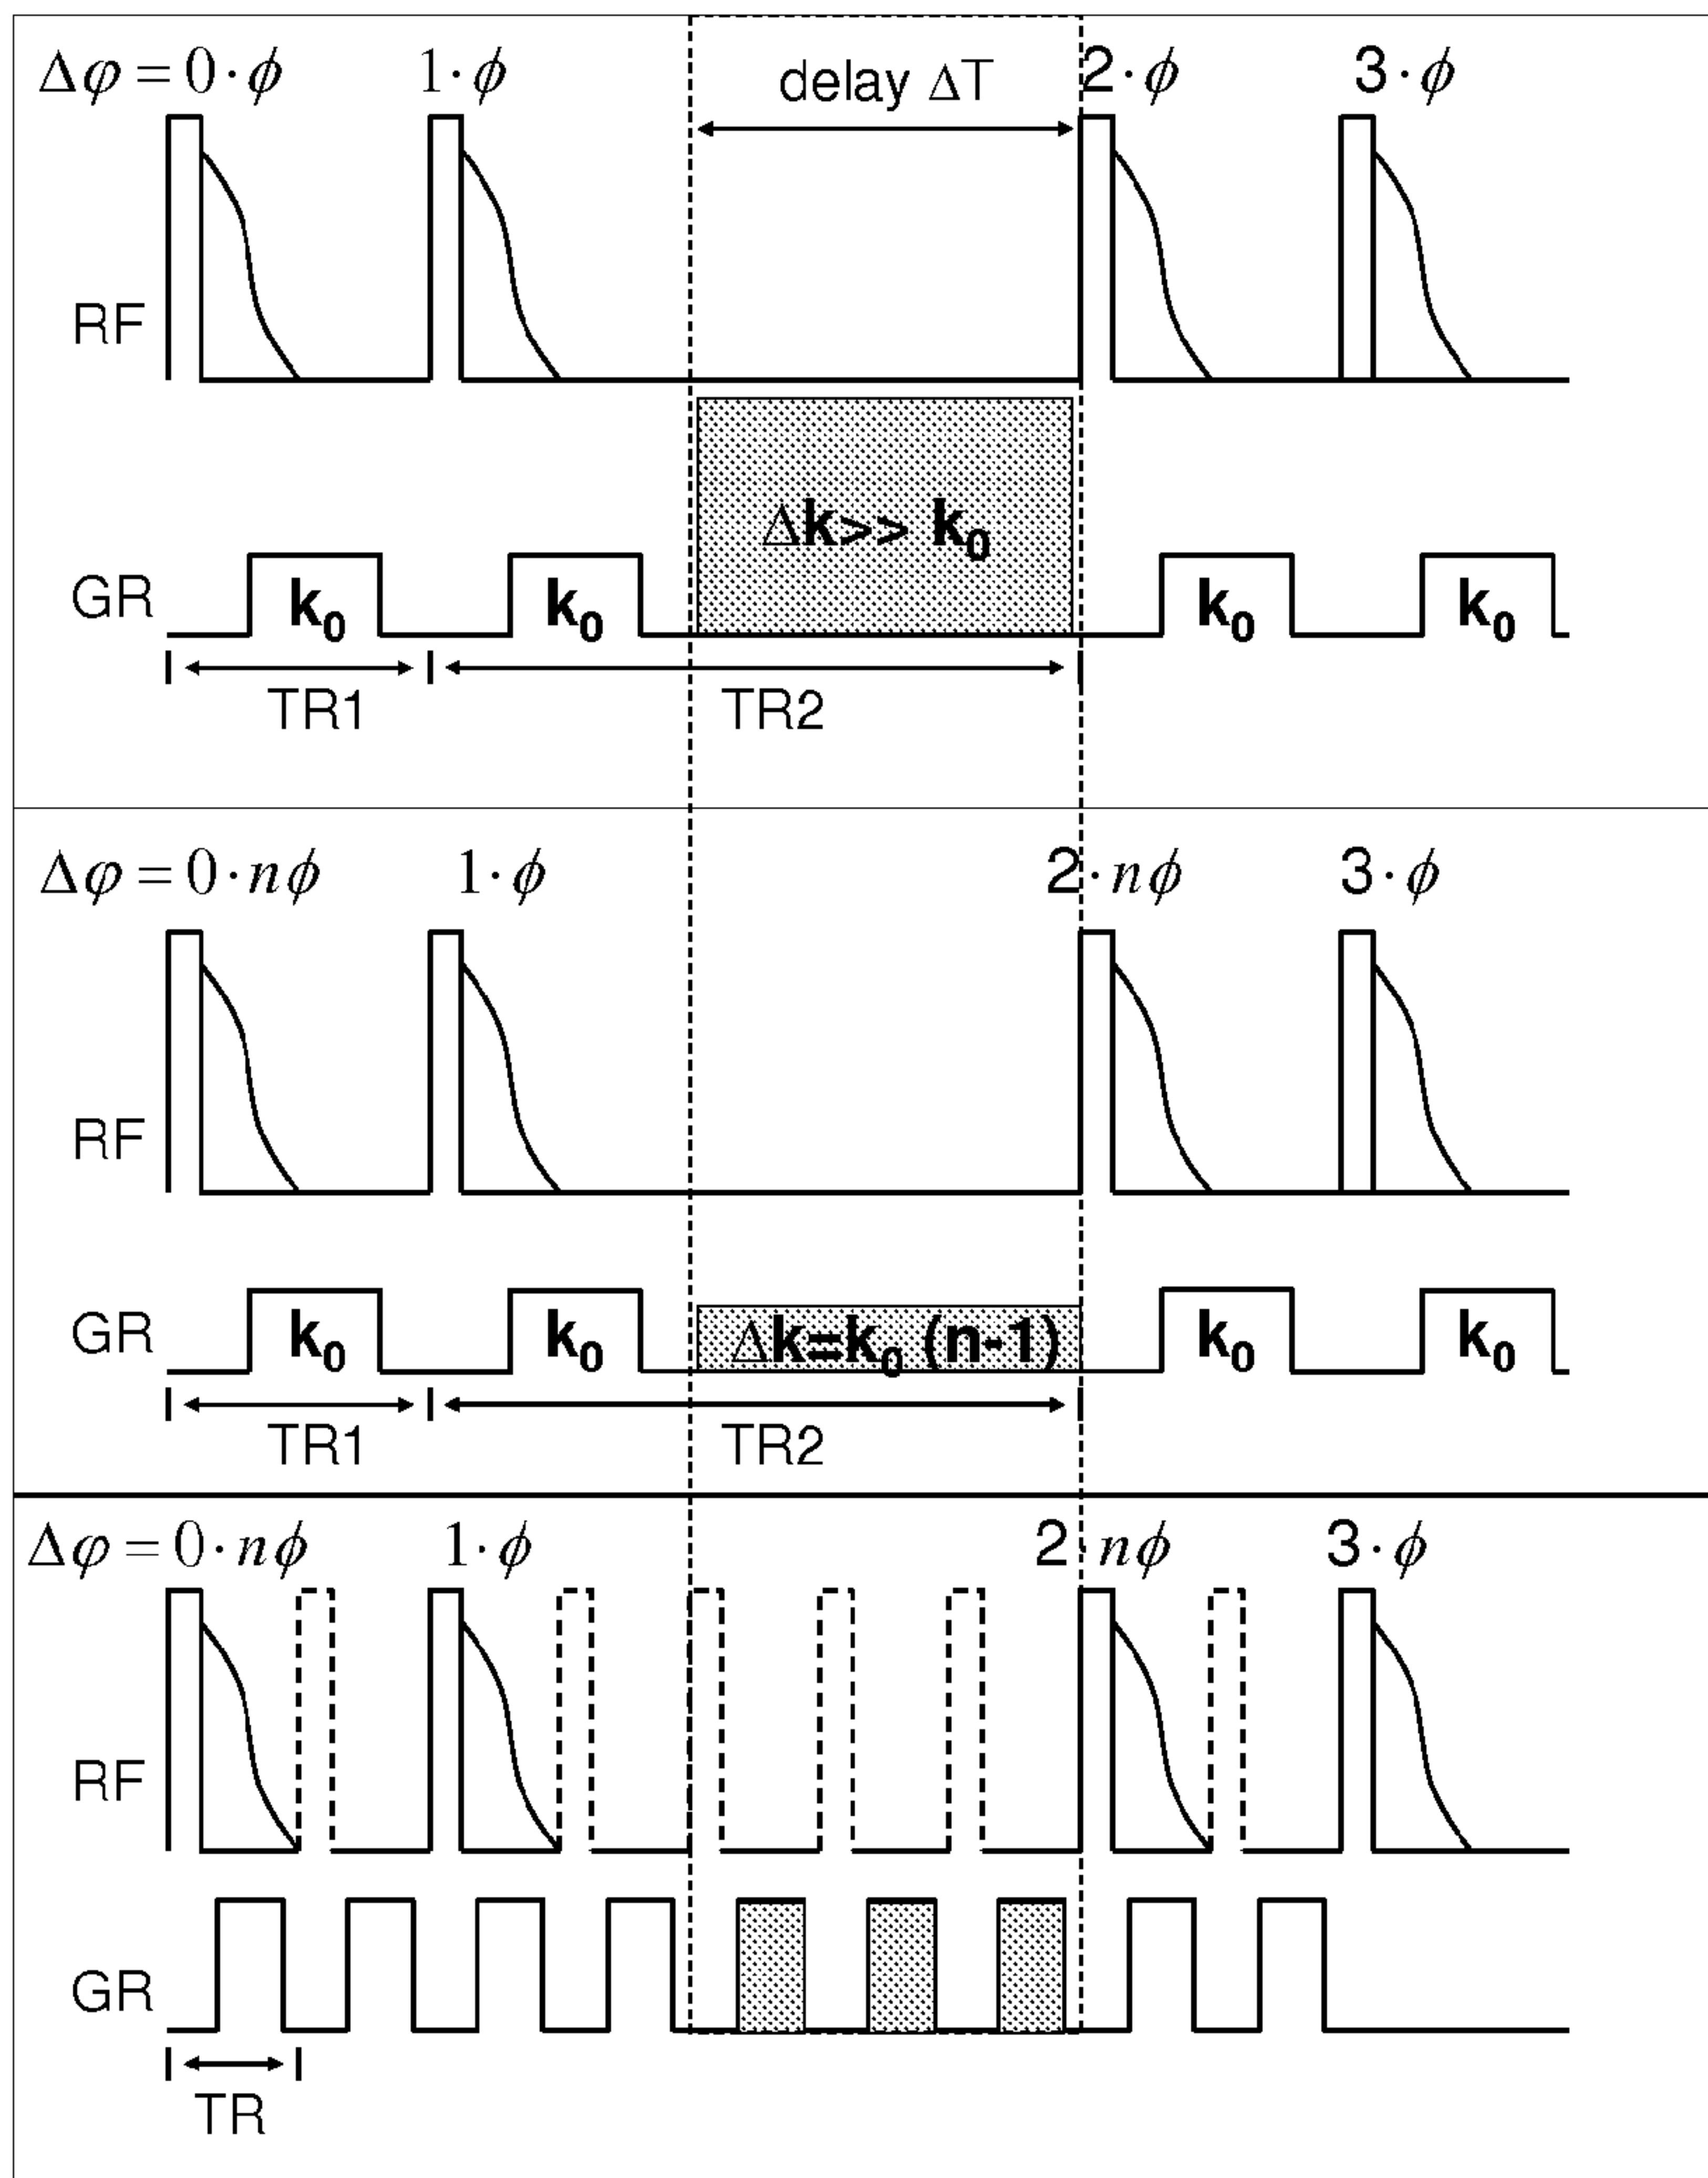 Δφ = 0·ϕ 1·ϕ delay ΔT 2·ϕ 3·ϕ
RF
Δk>> k₀
GR k₀ k₀ k₀ k₀
TR1 TR2
Δφ = 0·nϕ 1·ϕ 2·nϕ 3·ϕ
RF
GR k₀ k₀ Δk=k₀ (n-1) k₀ k₀
TR1 TR2
Δφ = 0·nϕ 1·ϕ 2·nϕ 3·ϕ
RF
GR
TR